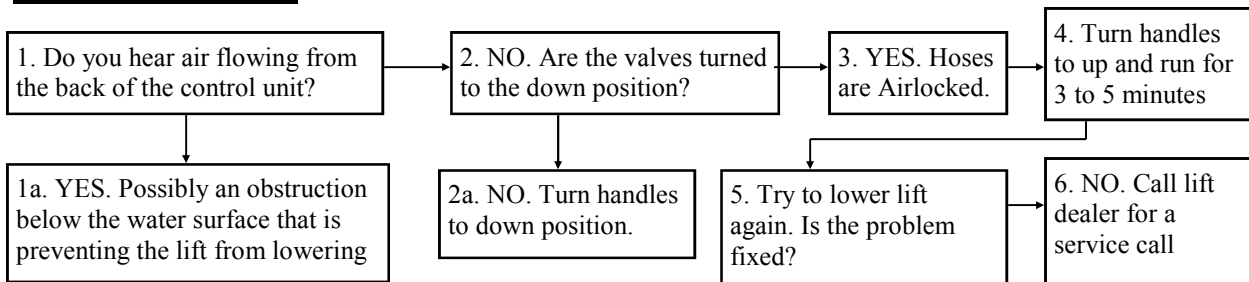 1. Do you hear air flowing from
the back of the control unit?
2. NO. Are the valves turned
to the down position?
3. YES. Hoses
are Airlocked.
4. Turn handles
to up and run for
3 to 5 minutes
1a. YES. Possibly an obstruction
below the water surface that is
preventing the lift from lowering
2a. NO. Turn handles
to down position.
5. Try to lower lift
again. Is the problem
fixed?
6. NO. Call lift
dealer for a
service call